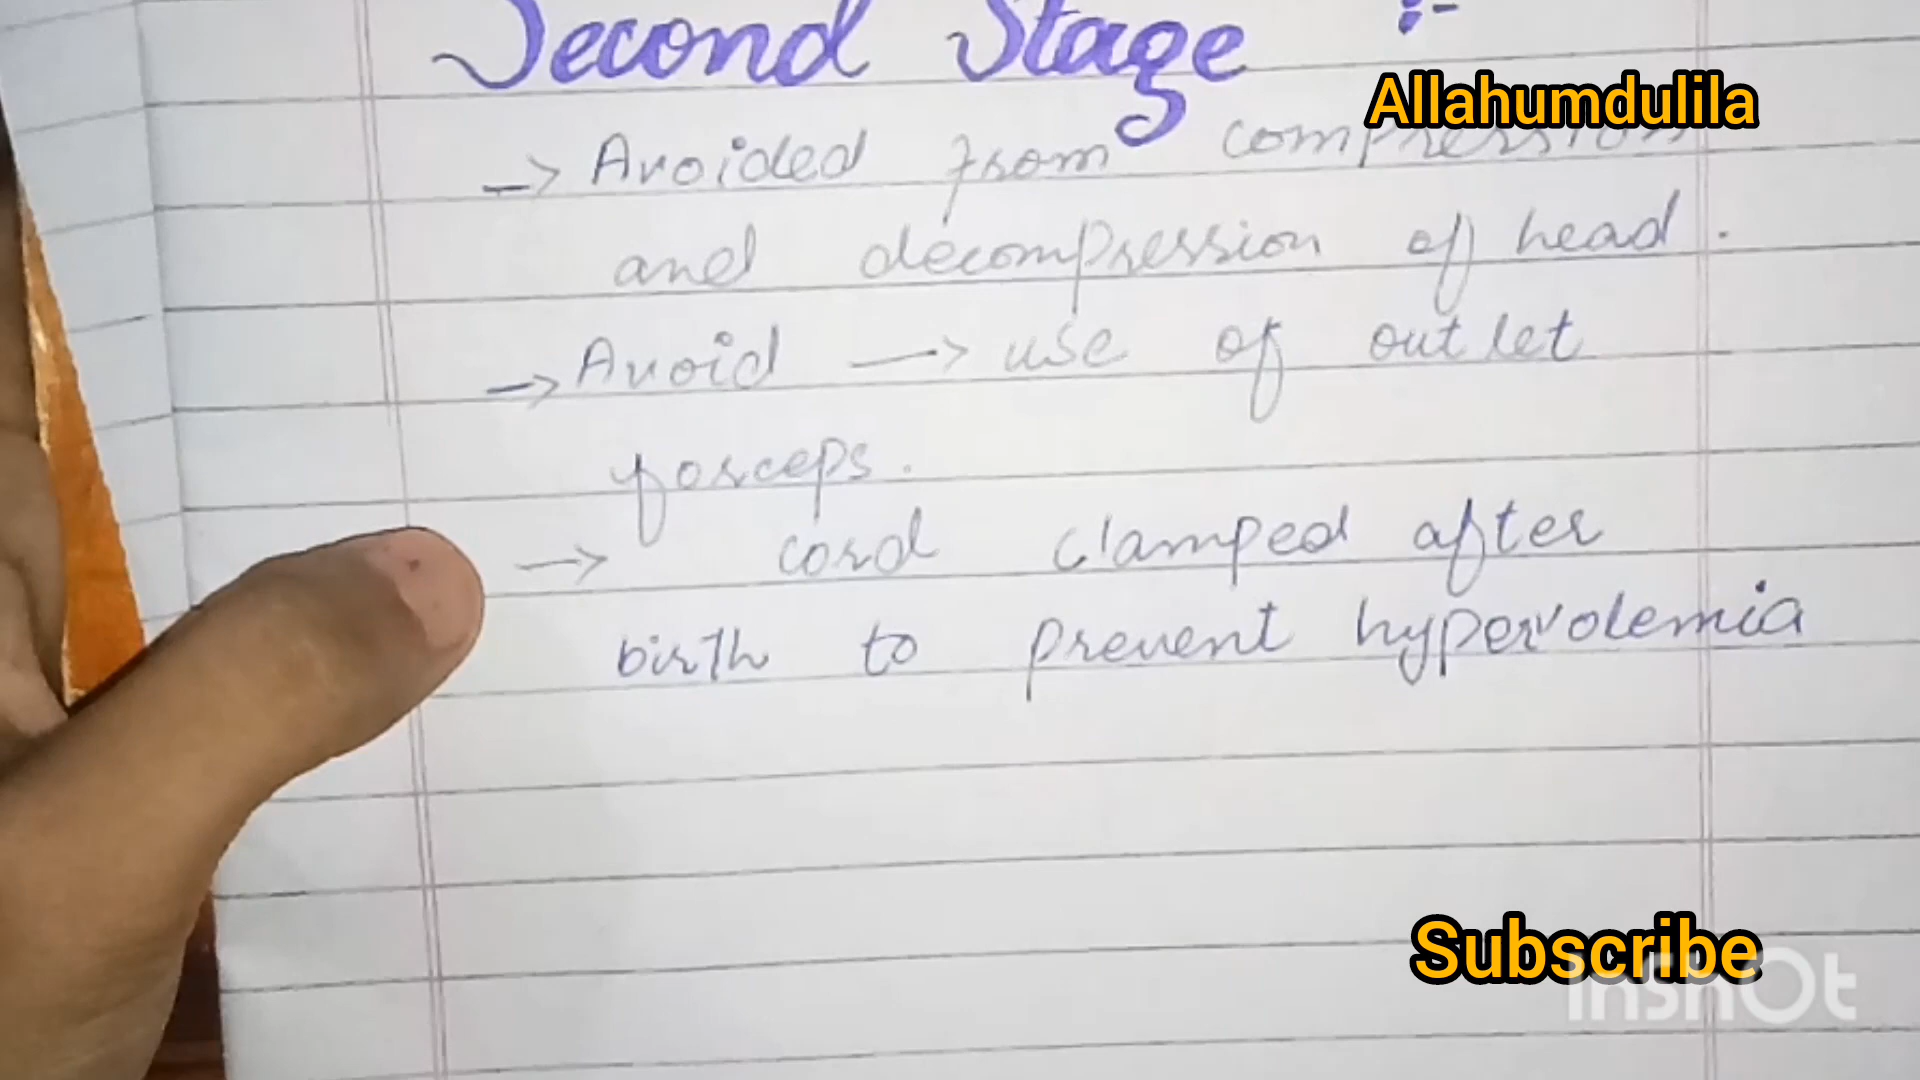 Second Stage :-
Allahumdulila
-> Avoided from compression
and decompression of head.
-> Avoid -> use of outlet
forceps.
-> cord clamped after
birth to prevent hypervolemia
Subscribe
InShOt